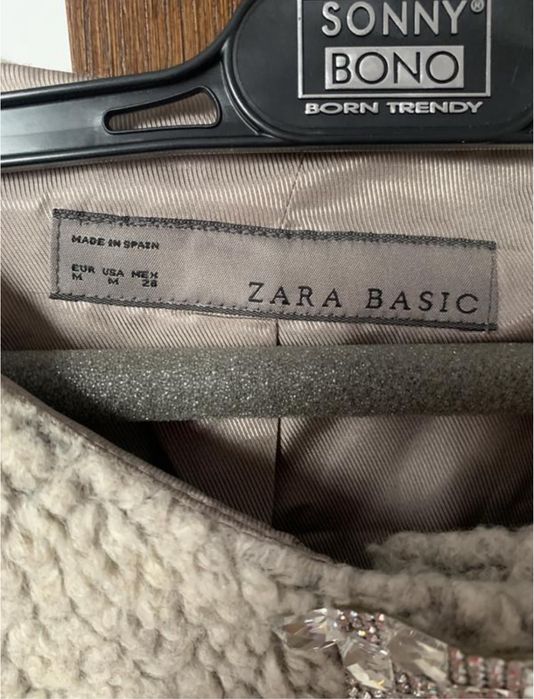 SONNY®
BONO
BORN TRENDY
MADE IN SPAIN
EUR USA MEX
M M 28
ZARA BASIC